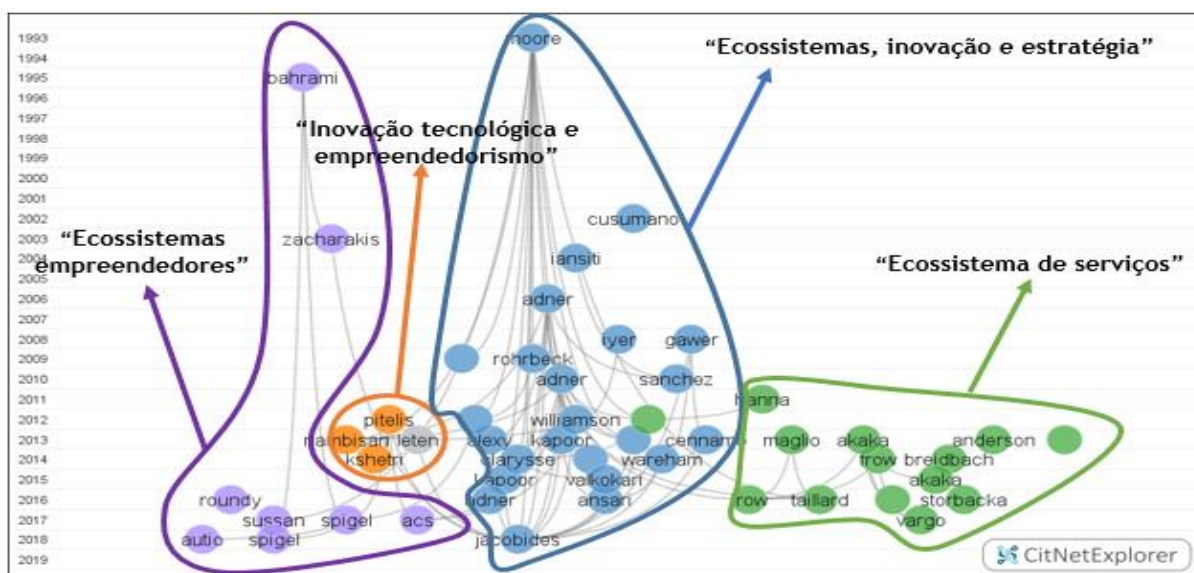 1993
1994
1995
1996
1997
1998
1999
2000
2001
2002
2003
2004
2005
2006
2007
2008
2009
2010
2011
2012
2013
2014
2015
2016
2017
2018
2019
“Ecossistemas
empreendedores”
“Inovação tecnológica e
empreendedorismo”
“Ecossistemas, inovação e estratégia”
“Ecossistema de serviços”
moore
bahrami
cusumano
zacharakis
iansiti
adner
iyer
gawer
rohrbeck
adner
sanchez
hanna
pitelis
williamson
nambisan
leten
alexy
kapoor
cennamo
maglio
akaka
anderson
kshetri
clarysse
wareham
trow
breidbach
kapoor
valkokari
akaka
roundy
adner
ansari
row
taillard
storbacka
sussan
spigel
acs
vargo
autio
spigel
jacobides
CitNetExplorer